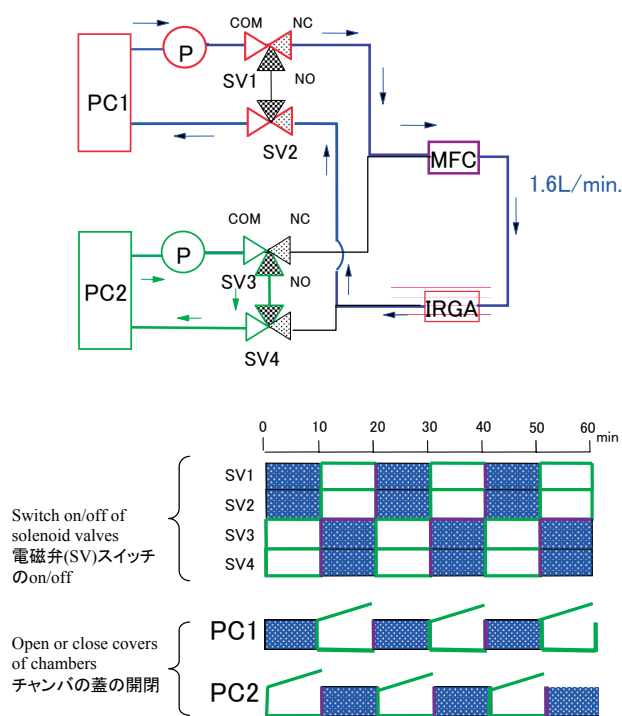 COM NC
P
SV1 NO
PC1
SV2
MFC
1.6L/min.
COM NC
P
SV3 NO
PC2
IRGA
SV4
0 10 20 30 40 50 60 min
SV1
SV2
SV3
SV4
Switch on/off of
solenoid valves
電磁弁(SV)スイッチ
のon/off
PC1
Open or close covers
of chambers
チャンバの蓋の開閉
PC2